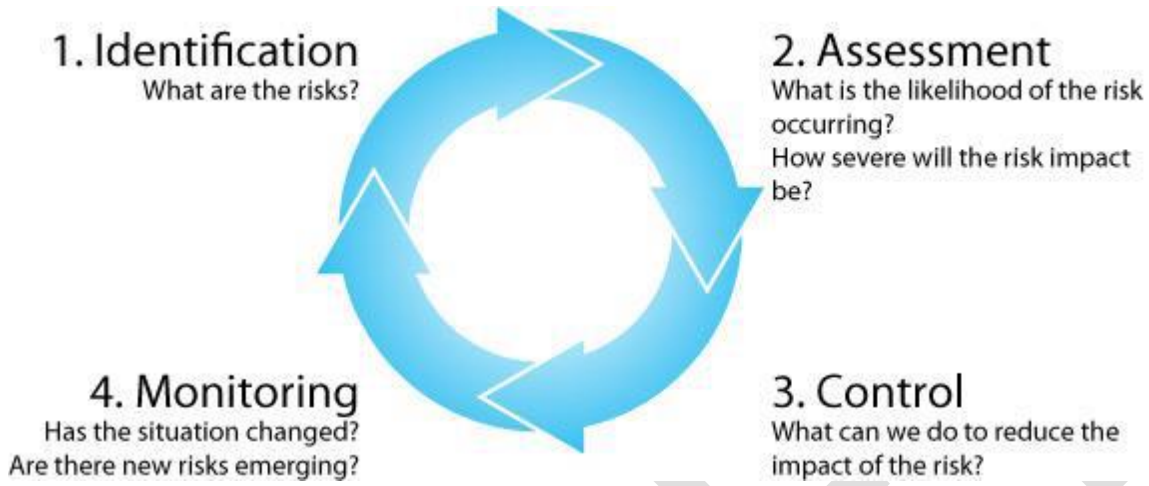 1. Identification
What are the risks?
2. Assessment
What is the likelihood of the risk
occurring?
How severe will the risk impact
be?
3. Control
What can we do to reduce the
impact of the risk?
4. Monitoring
Has the situation changed?
Are there new risks emerging?